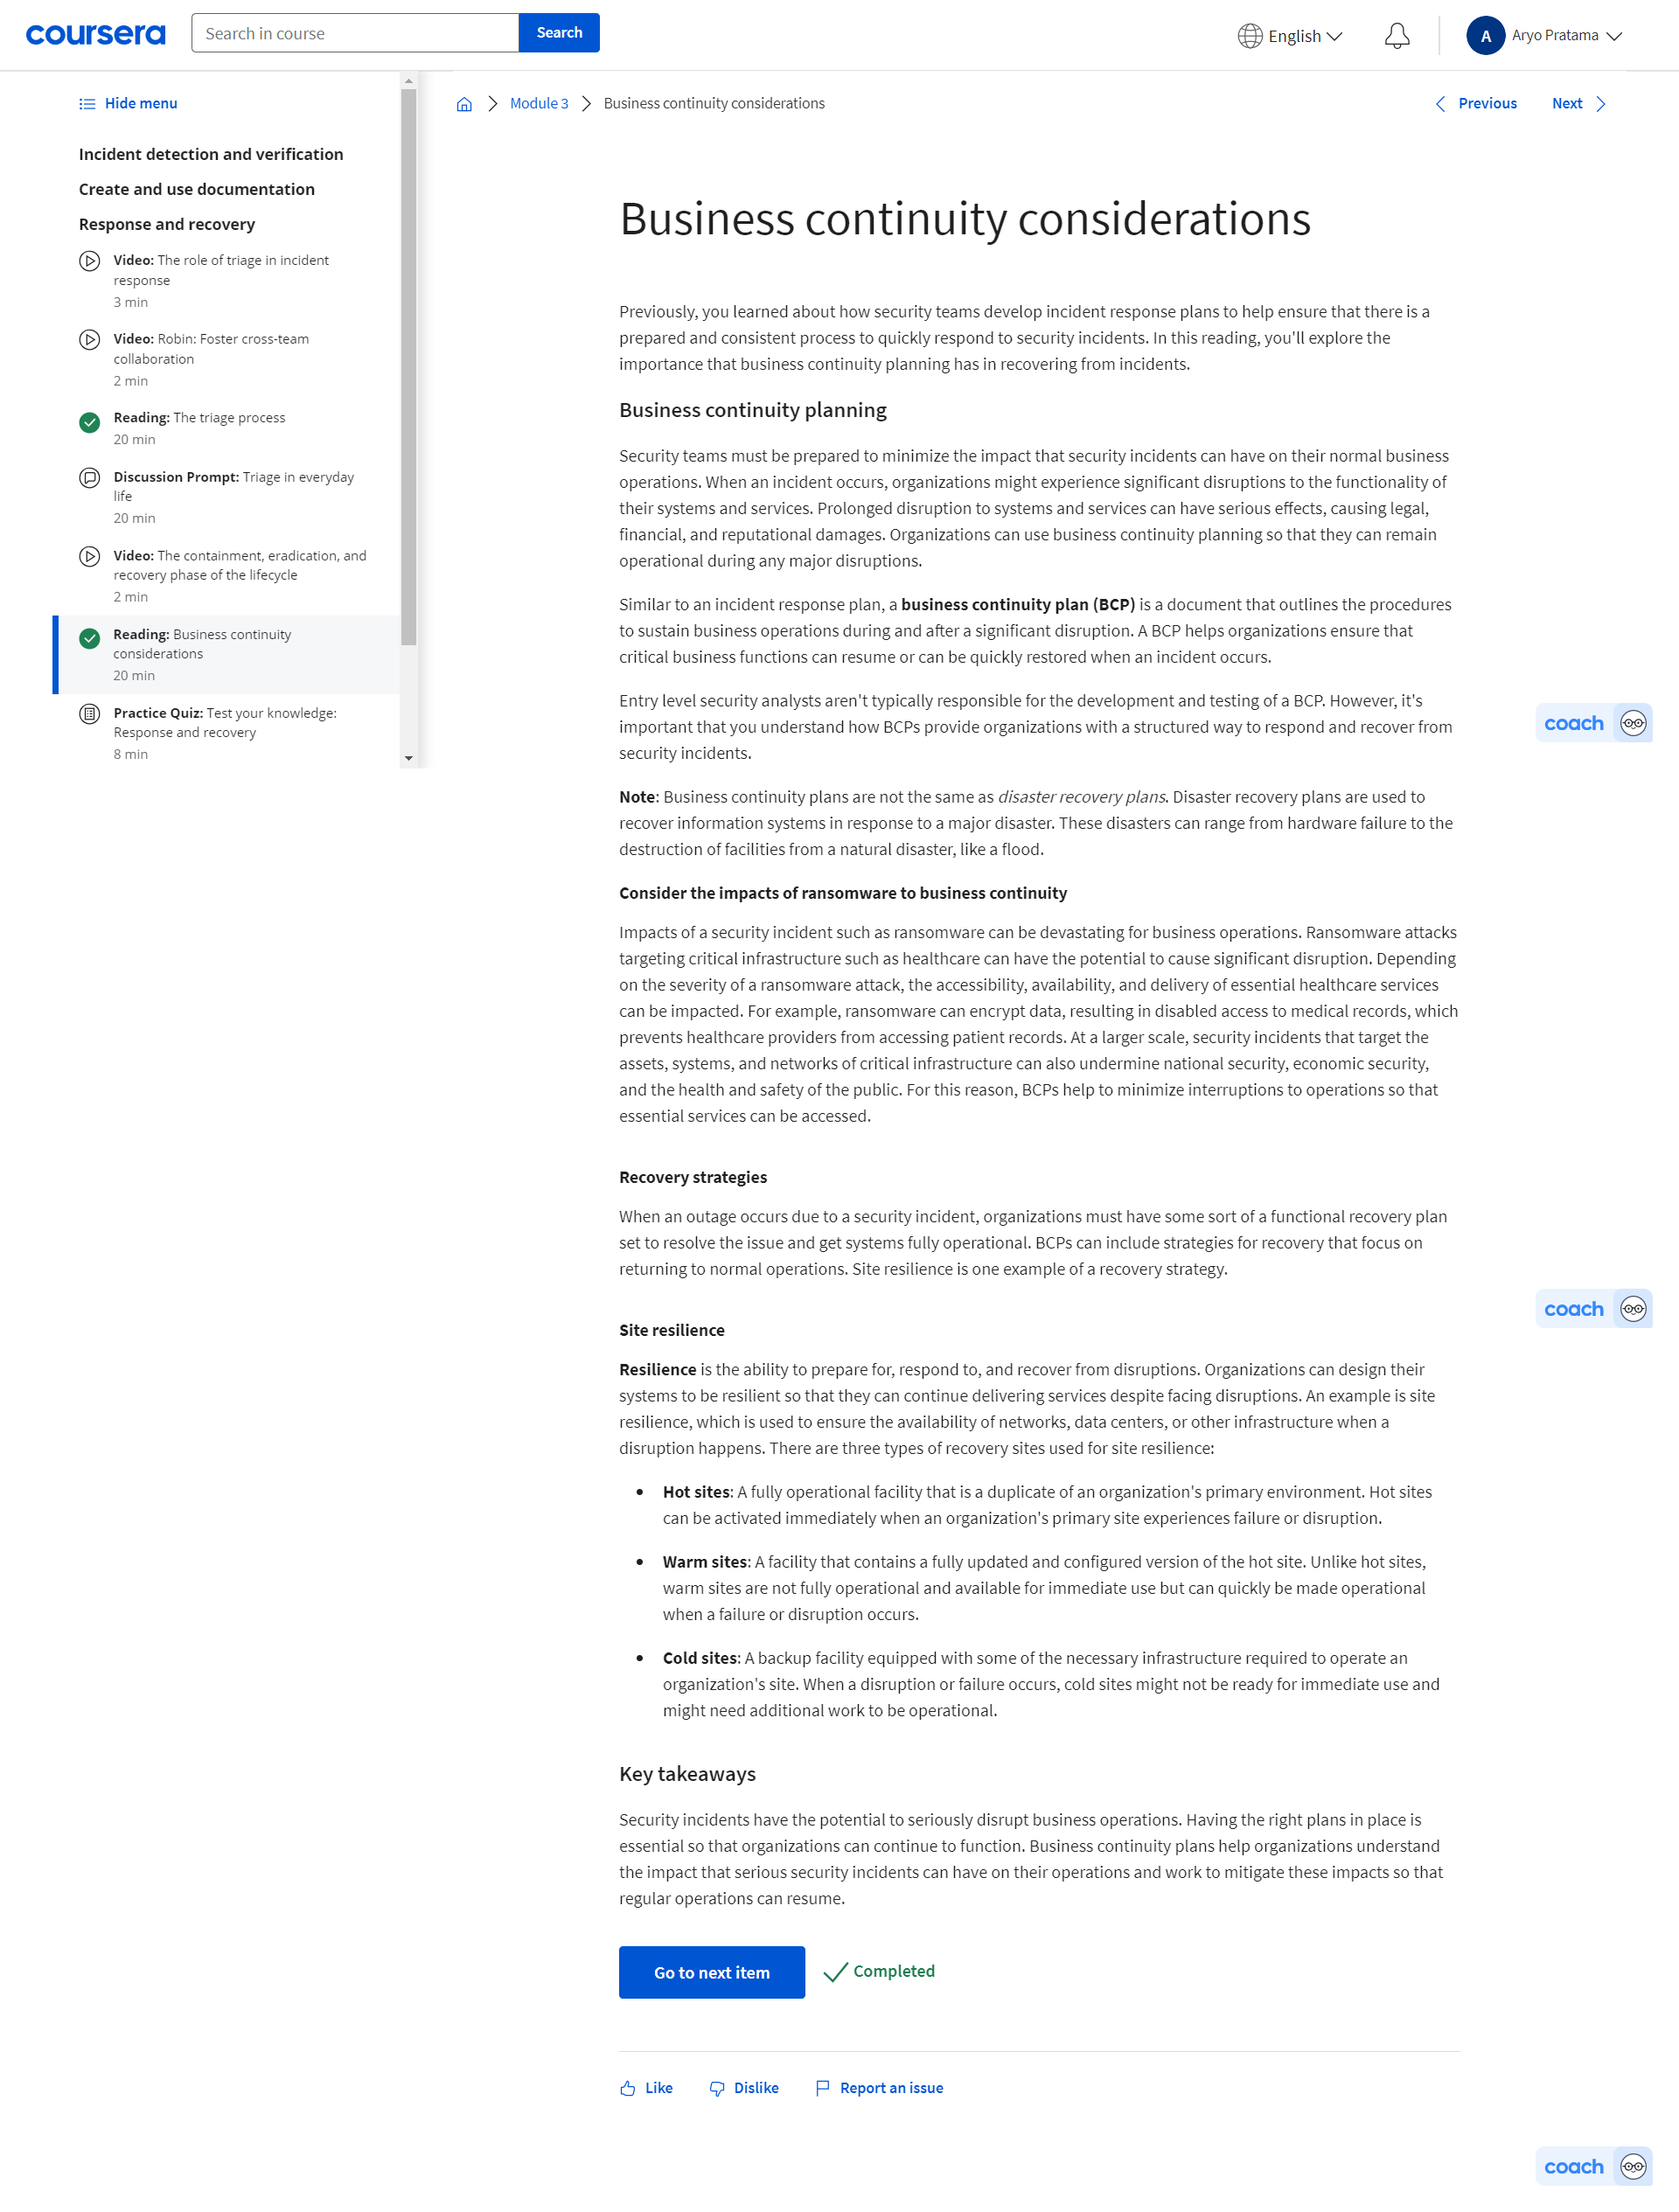 coursera
Search in course
Search
English
A
Aryo Pratama
Hide menu
Incident detection and verification
Create and use documentation
Response and recovery
Video: The role of triage in incident
response
3 min
Video: Robin: Foster cross-team
collaboration
2 min
Reading: The triage process
20 min
Discussion Prompt: Triage in everyday
life
20 min
Video: The containment, eradication, and
recovery phase of the lifecycle
2 min
Reading: Business continuity
considerations
20 min
Practice Quiz: Test your knowledge:
Response and recovery
8 min
Module 3
Business continuity considerations
Previous
Next
Business continuity considerations
Previously, you learned about how security teams develop incident response plans to help ensure that there is a
prepared and consistent process to quickly respond to security incidents. In this reading, you'll explore the
importance that business continuity planning has in recovering from incidents.
Business continuity planning
Security teams must be prepared to minimize the impact that security incidents can have on their normal business
operations. When an incident occurs, organizations might experience significant disruptions to the functionality of
their systems and services. Prolonged disruption to systems and services can have serious effects, causing legal,
financial, and reputational damages. Organizations can use business continuity planning so that they can remain
operational during any major disruptions.
Similar to an incident response plan, a business continuity plan (BCP) is a document that outlines the procedures
to sustain business operations during and after a significant disruption. A BCP helps organizations ensure that
critical business functions can resume or can be quickly restored when an incident occurs.
Entry level security analysts aren't typically responsible for the development and testing of a BCP. However, it's
important that you understand how BCPs provide organizations with a structured way to respond and recover from
security incidents.
coach
Note: Business continuity plans are not the same as disaster recovery plans. Disaster recovery plans are used to
recover information systems in response to a major disaster. These disasters can range from hardware failure to the
destruction of facilities from a natural disaster, like a flood.
Consider the impacts of ransomware to business continuity
Impacts of a security incident such as ransomware can be devastating for business operations. Ransomware attacks
targeting critical infrastructure such as healthcare can have the potential to cause significant disruption. Depending
on the severity of a ransomware attack, the accessibility, availability, and delivery of essential healthcare services
can be impacted. For example, ransomware can encrypt data, resulting in disabled access to medical records, which
prevents healthcare providers from accessing patient records. At a larger scale, security incidents that target the
assets, systems, and networks of critical infrastructure can also undermine national security, economic security,
and the health and safety of the public. For this reason, BCPs help to minimize interruptions to operations so that
essential services can be accessed.
Recovery strategies
When an outage occurs due to a security incident, organizations must have some sort of a functional recovery plan
set to resolve the issue and get systems fully operational. BCPs can include strategies for recovery that focus on
returning to normal operations. Site resilience is one example of a recovery strategy.
coach
Site resilience
Resilience is the ability to prepare for, respond to, and recover from disruptions. Organizations can design their
systems to be resilient so that they can continue delivering services despite facing disruptions. An example is site
resilience, which is used to ensure the availability of networks, data centers, or other infrastructure when a
disruption happens. There are three types of recovery sites used for site resilience:
• Hot sites: A fully operational facility that is a duplicate of an organization's primary environment. Hot sites
can be activated immediately when an organization's primary site experiences failure or disruption.
• Warm sites: A facility that contains a fully updated and configured version of the hot site. Unlike hot sites,
warm sites are not fully operational and available for immediate use but can quickly be made operational
when a failure or disruption occurs.
• Cold sites: A backup facility equipped with some of the necessary infrastructure required to operate an
organization's site. When a disruption or failure occurs, cold sites might not be ready for immediate use and
might need additional work to be operational.
Key takeaways
Security incidents have the potential to seriously disrupt business operations. Having the right plans in place is
essential so that organizations can continue to function. Business continuity plans help organizations understand
the impact that serious security incidents can have on their operations and work to mitigate these impacts so that
regular operations can resume.
Go to next item
Completed
Like
Dislike
Report an issue
coach